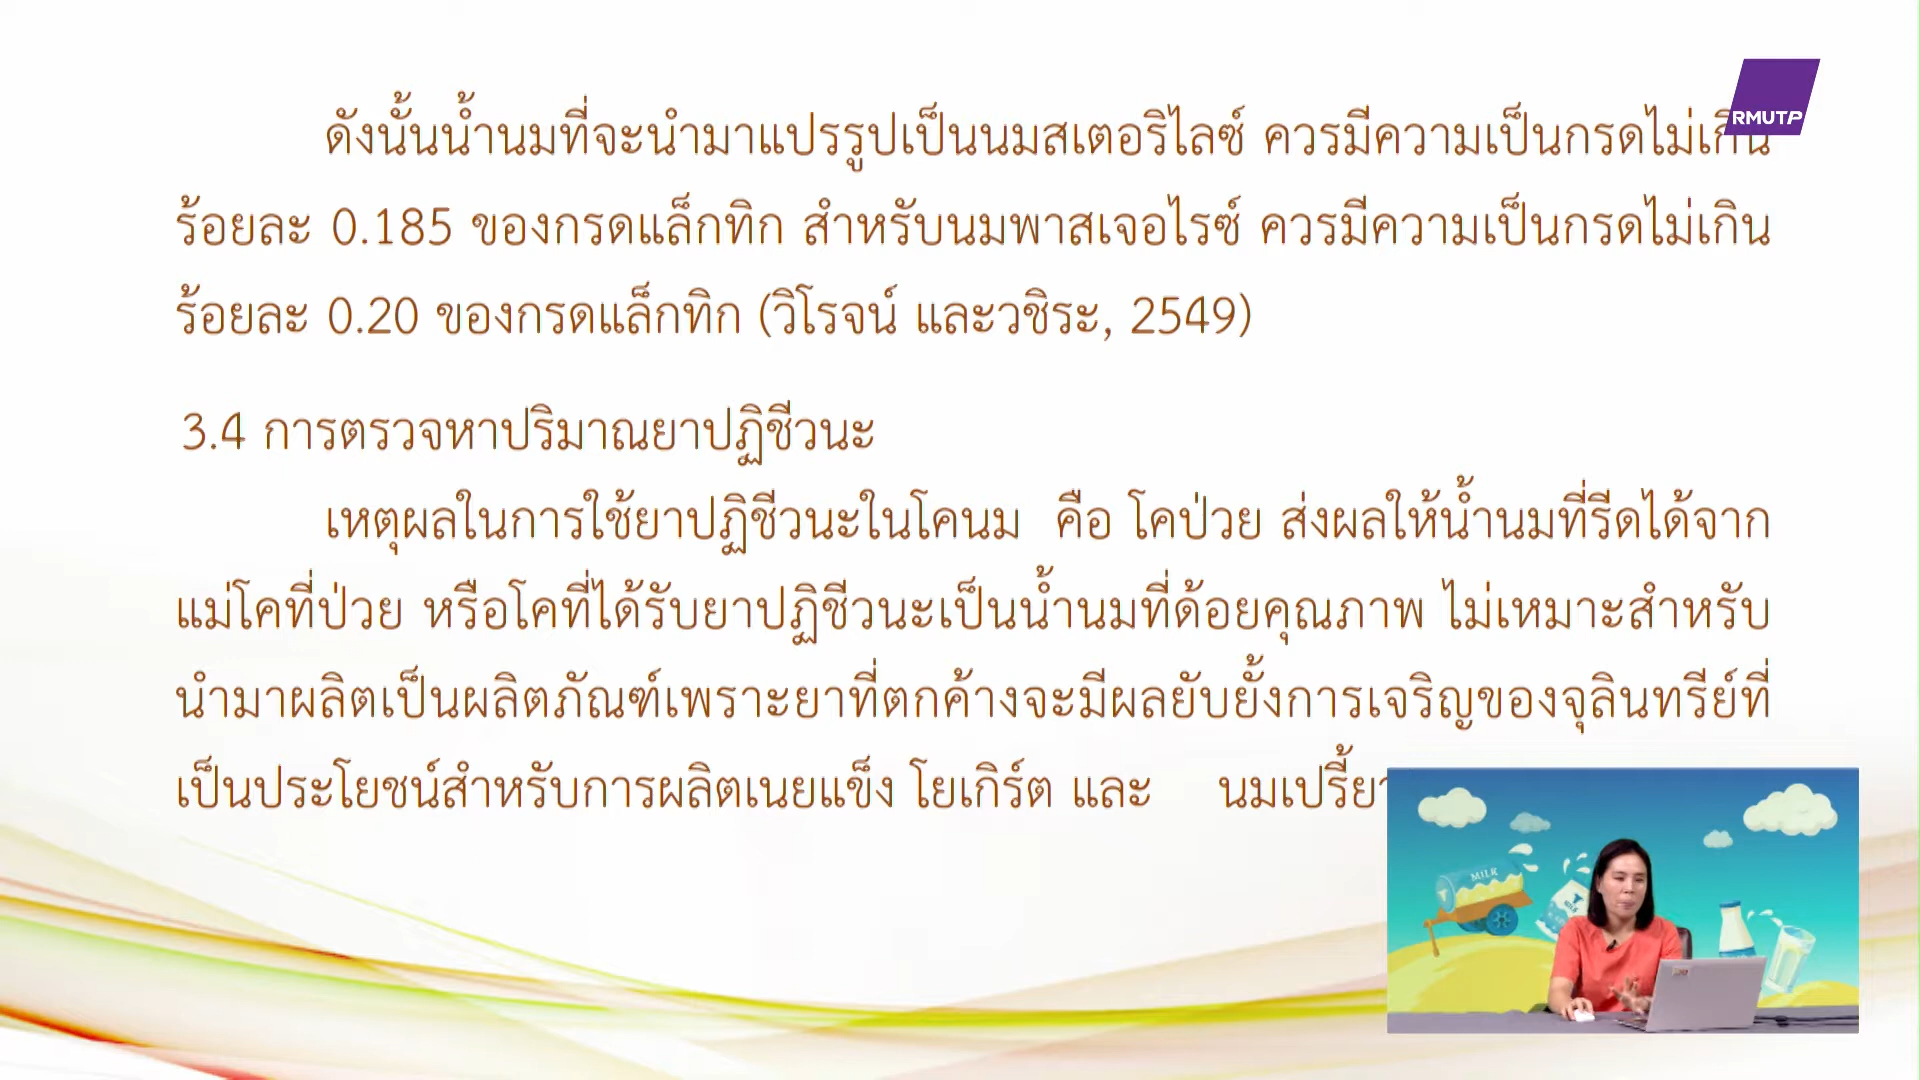 RMUTP
ดังนั้นน้ำนมที่จะนำมาแปรรูปเป็นนมสเตอริไลซ์ ควรมีความเป็นกรดไม่เกิน
ร้อยละ 0.185 ของกรดแล็กทิก สำหรับนมพาสเจอไรซ์ ควรมีความเป็นกรดไม่เกิน
ร้อยละ 0.20 ของกรดแล็กทิก (วิโรจน์ และวชิระ, 2549)
3.4 การตรวจหาปริมาณยาปฏิชีวนะ
เหตุผลในการใช้ยาปฏิชีวนะในโคนม คือ โคป่วย ส่งผลให้น้ำนมที่รีดได้จาก
แม่โคที่ป่วย หรือโคที่ได้รับยาปฏิชีวนะเป็นน้ำนมที่ด้อยคุณภาพ ไม่เหมาะสำหรับ
นำมาผลิตเป็นผลิตภัณฑ์เพราะยาที่ตกค้างจะมีผลยับยั้งการเจริญของจุลินทรีย์ที่
เป็นประโยชน์สำหรับการผลิตเนยแข็ง โยเกิร์ต และ นมเปรี้ยว
MILK